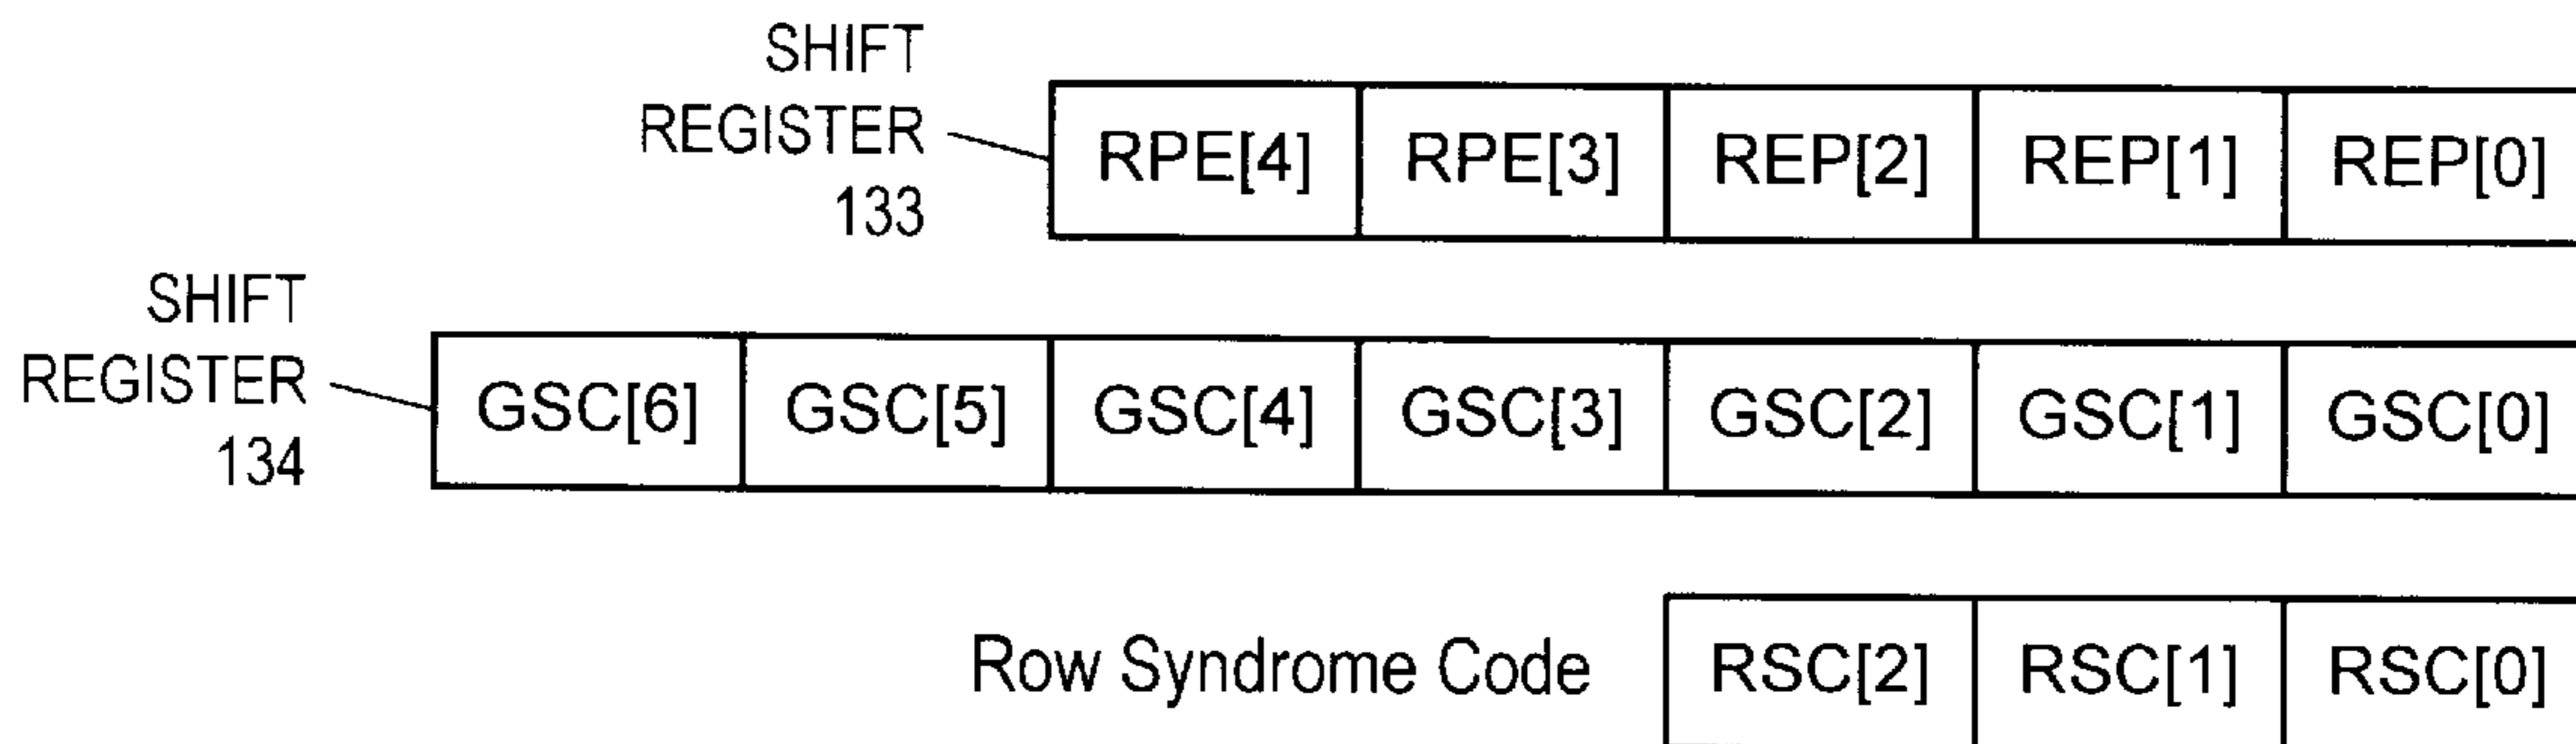 SHIFT
REGISTER
133
RPE[4] RPE[3] REP[2] REP[1] REP[0]
SHIFT
REGISTER
134
GSC[6] GSC[5] GSC[4] GSC[3] GSC[2] GSC[1] GSC[0]
Row Syndrome Code RSC[2] RSC[1] RSC[0]